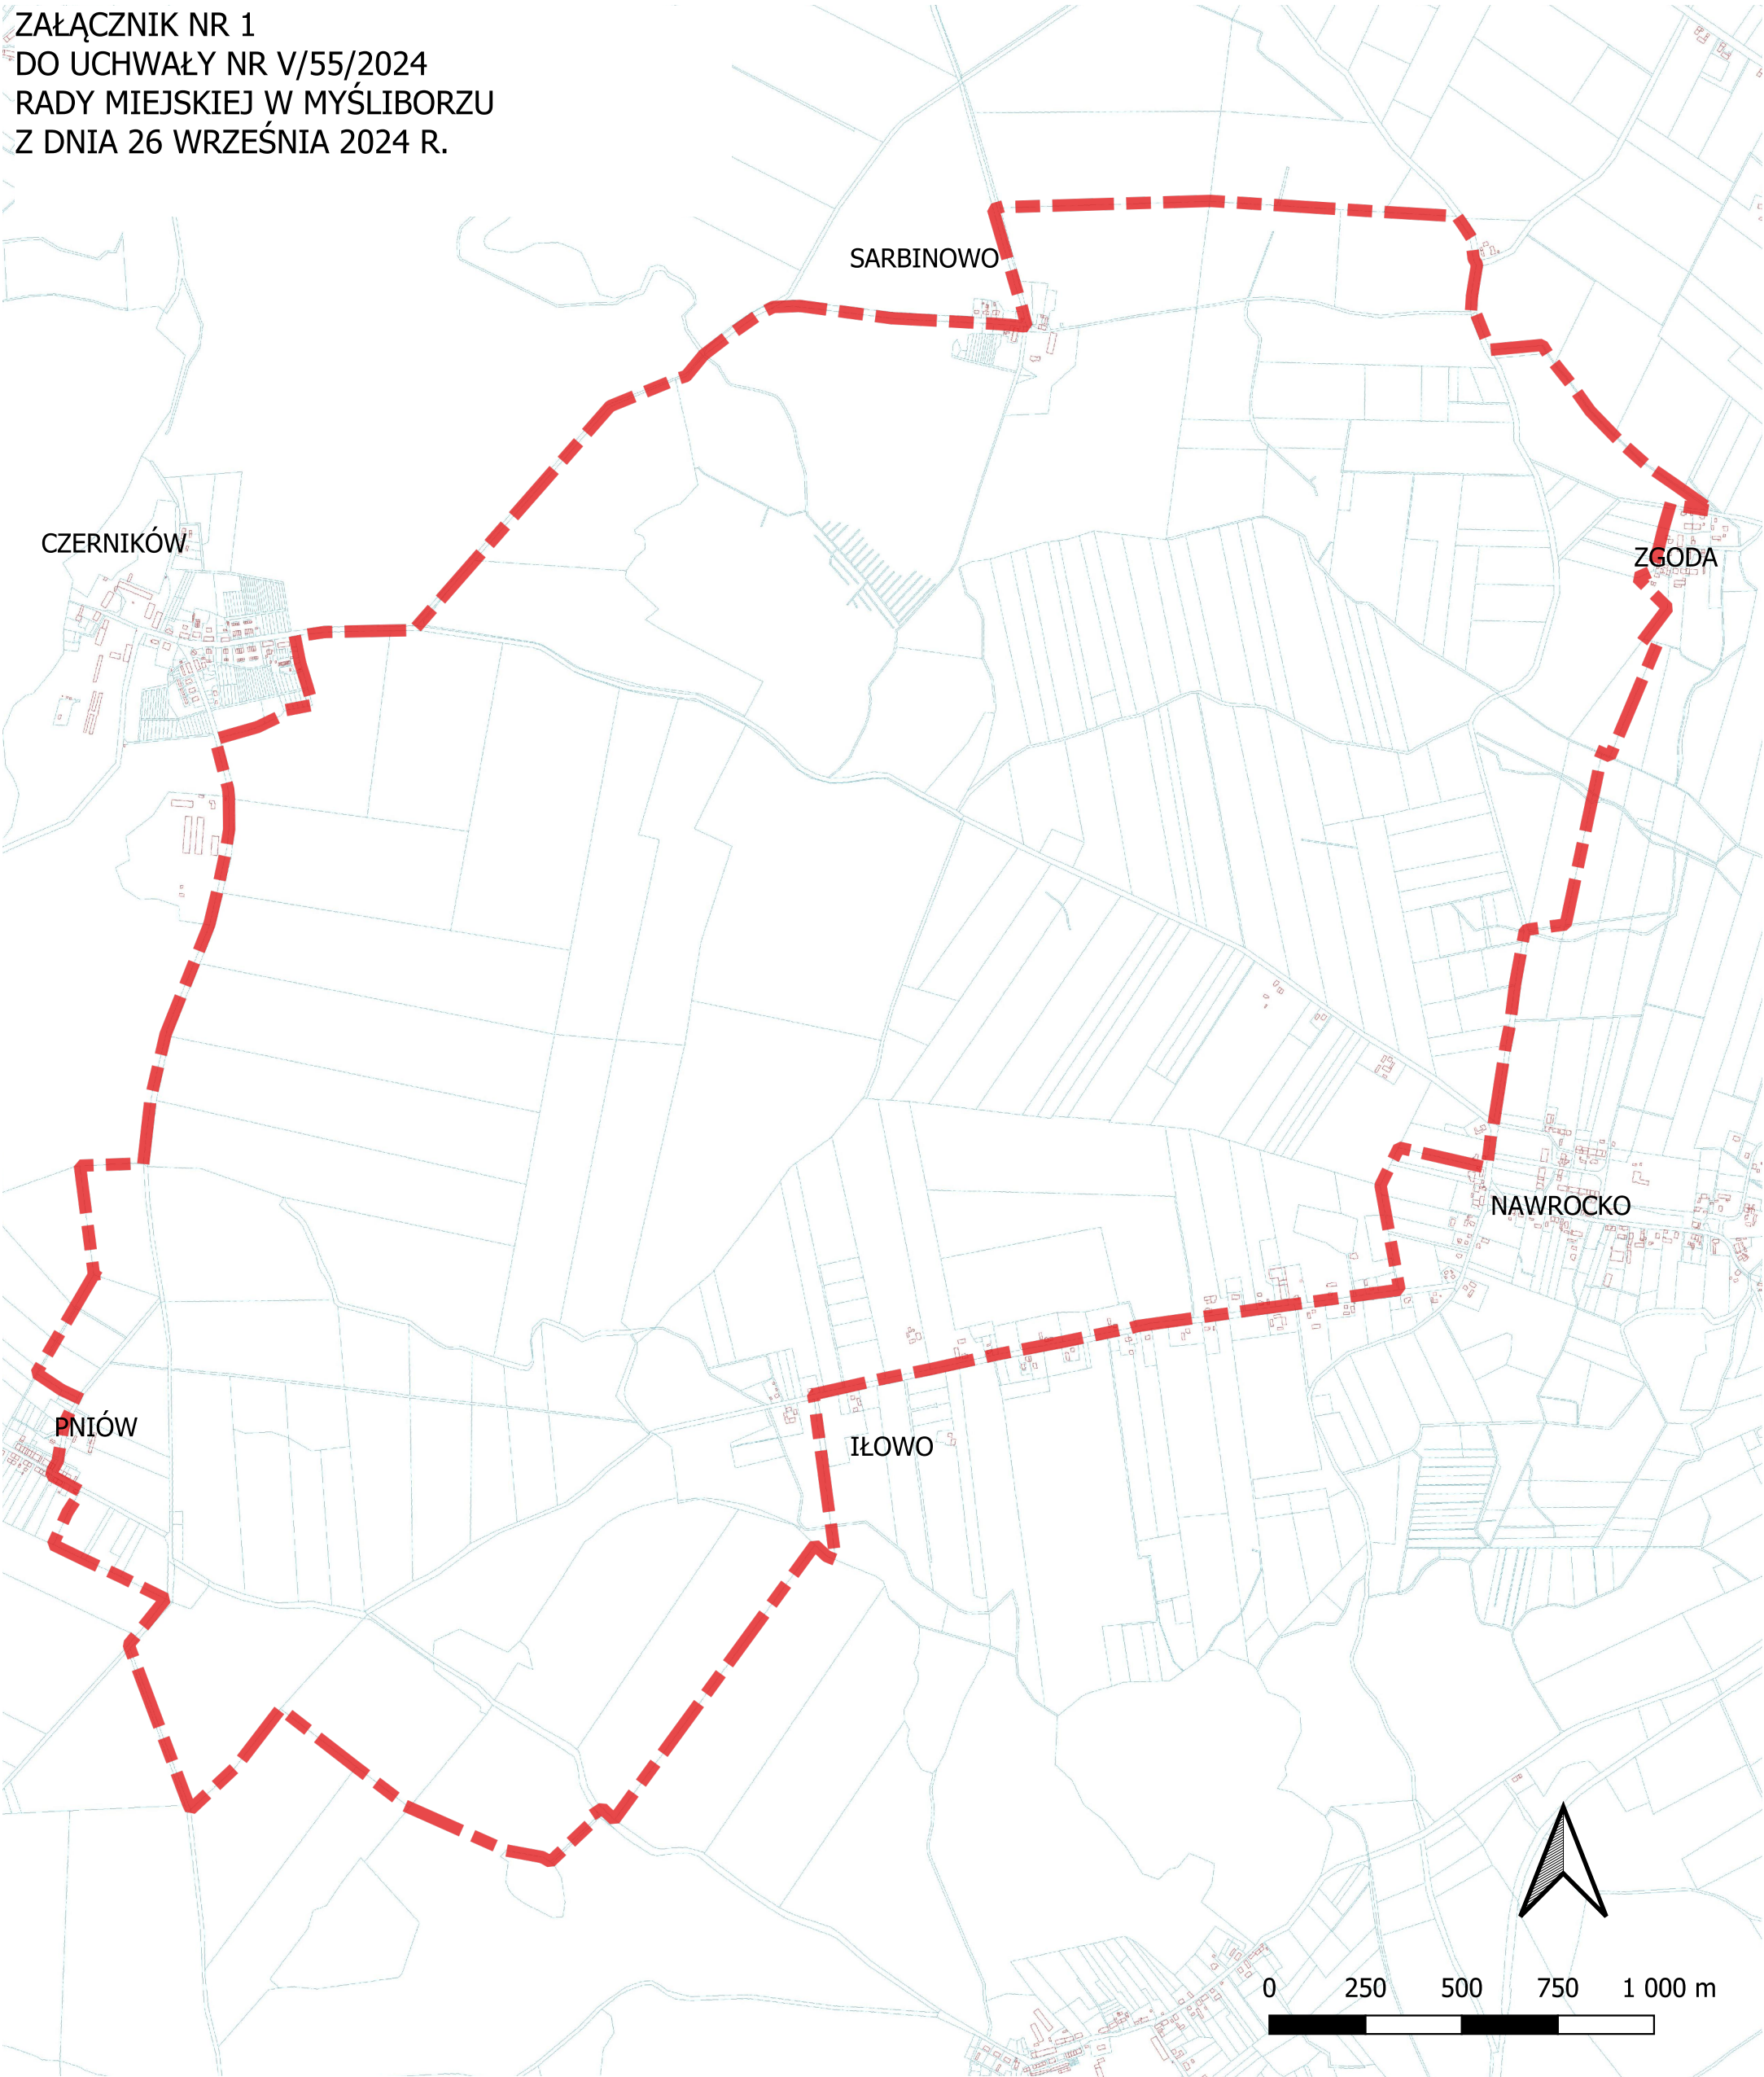 ZAŁĄCZNIK NR 1
DO UCHWAŁY NR V/55/2024
RADY MIEJSKIEJ W MYŚLIBORZU
Z DNIA 26 WRZEŚNIA 2024 R.
SARBINOWO
CZERNIKÓW
ZGODA
NAWROCKO
PNIÓW
IŁOWO
0 250 500 750 1 000 m